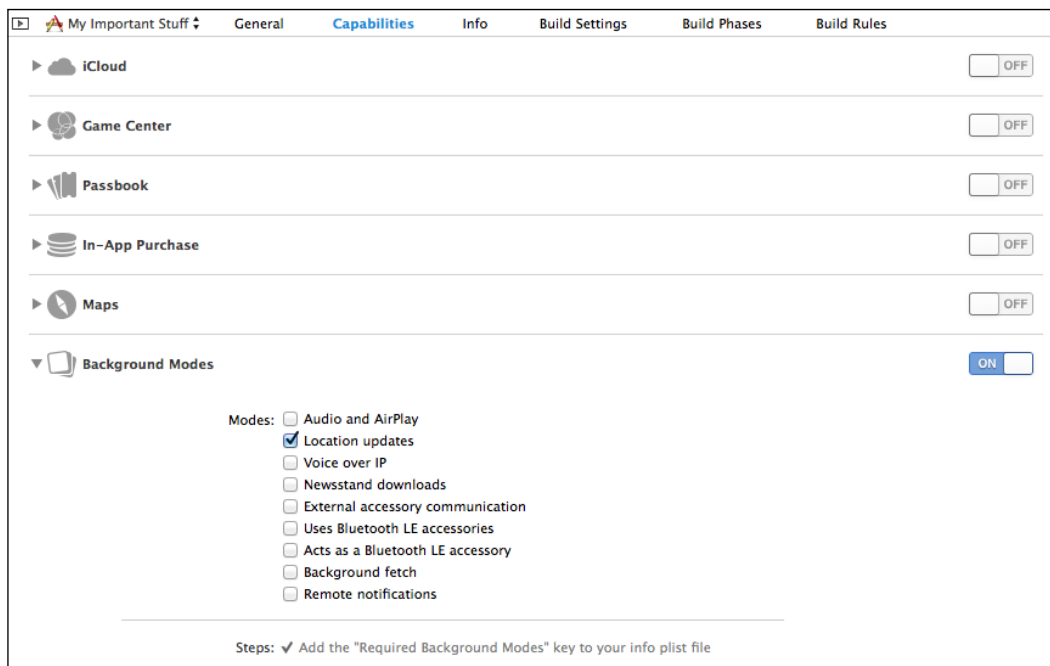 My Important Stuff General Capabilities Info Build Settings Build Phases Build Rules
iCloud OFF
Game Center OFF
Passbook OFF
In-App Purchase OFF
Maps OFF
Background Modes ON
Modes: Audio and AirPlay
Location updates
Voice over IP
Newsstand downloads
External accessory communication
Uses Bluetooth LE accessories
Acts as a Bluetooth LE accessory
Background fetch
Remote notifications
Steps: ✓ Add the "Required Background Modes" key to your info plist file